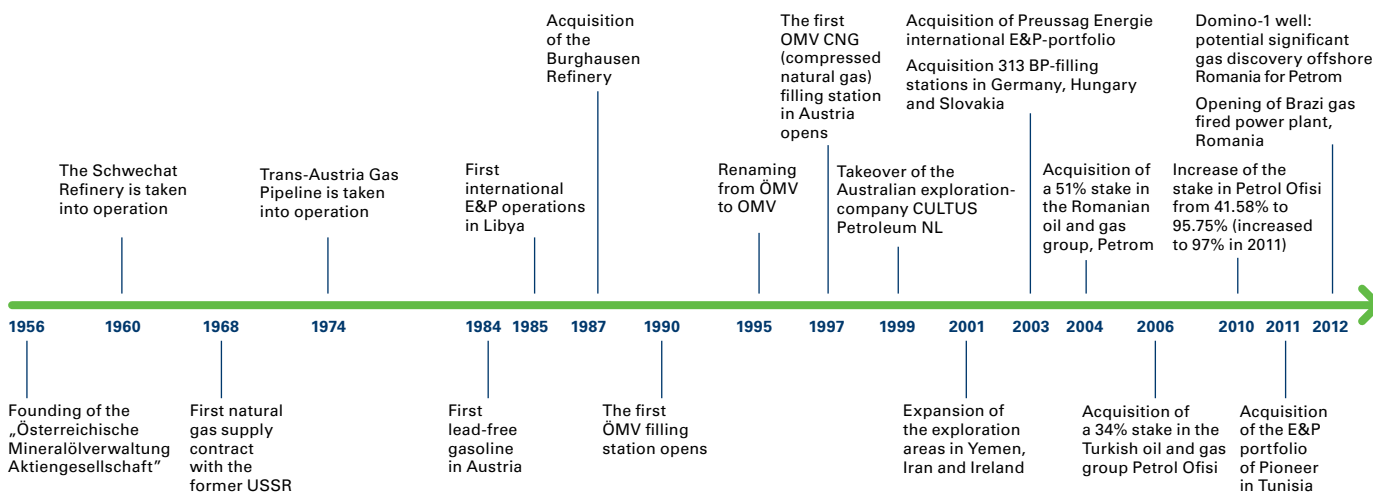 Acquisition
of the
Burghausen
Refinery
The first
OMV CNG
(compressed
natural gas)
filling station
in Austria
opens
Acquisition of Preussag Energie
international E&P-portfolio
Acquisition 313 BP-filling
stations in Germany, Hungary
and Slovakia
Domino-1 well:
potential significant
gas discovery offshore
Romania for Petrom
Opening of Brazi gas
fired power plant,
Romania
The Schwechat
Refinery is taken
into operation
Trans-Austria Gas
Pipeline is taken
into operation
First
international
E&P operations
in Libya
Renaming
from ÖMV
to OMV
Takeover of the
Australian exploration-
company CULTUS
Petroleum NL
Acquisition of
a 51% stake in
the Romanian
oil and gas
group, Petrom
Increase of the
stake in Petrol Ofisi
from 41.58% to
95.75% (increased
to 97% in 2011)
1956 1960 1968 1974 1984 1985 1987 1990 1995 1997 1999 2001 2003 2004 2006 2010 2011 2012
Founding of the
„Österreichische
Mineralölverwaltung
Aktiengesellschaft"
First natural
gas supply
contract
with the
former USSR
First
lead-free
gasoline
in Austria
The first
ÖMV filling
station opens
Expansion of
the exploration
areas in Yemen,
Iran and Ireland
Acquisition of
a 34% stake in the
Turkish oil and gas
group Petrol Ofisi
Acquisition
of the E&P
portfolio
of Pioneer
in Tunisia